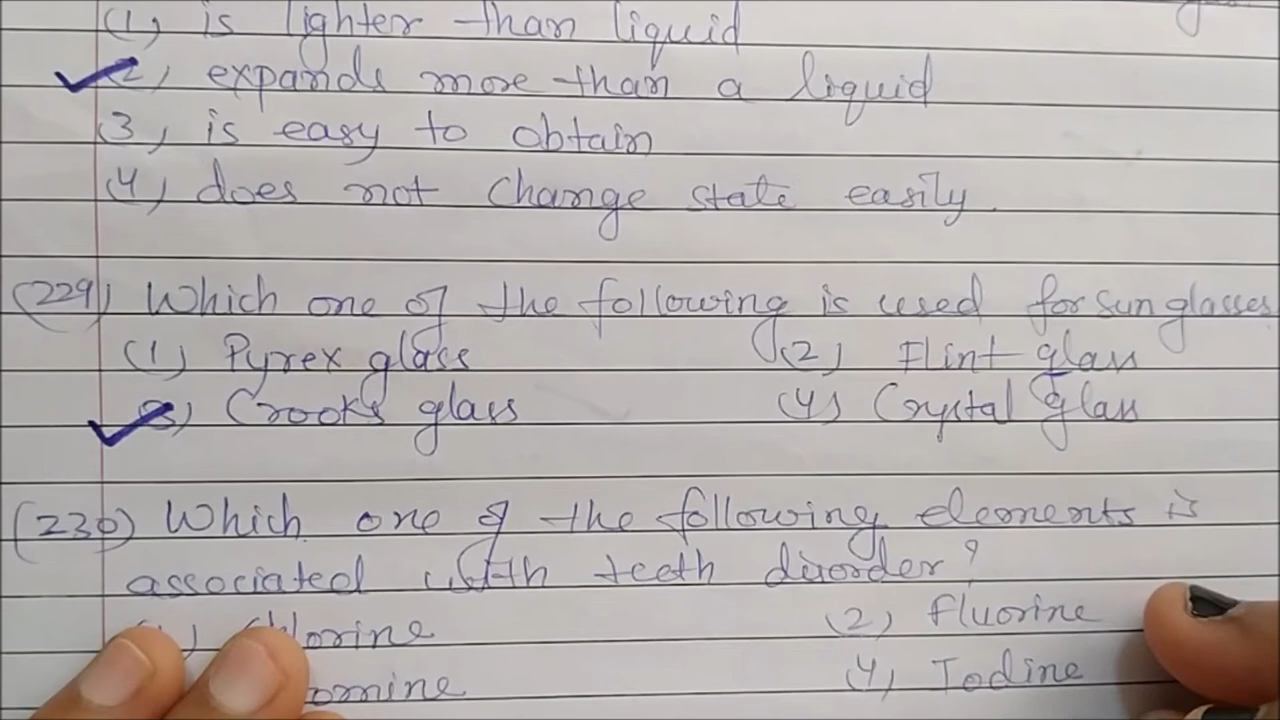 (1) is lighter than liquid
(2) expands more than a liquid
3) is easy to obtain
(4) does not change state easily.
(229) Which one of the following is used for sunglasses
(1) Pyrex glass (2) Flint glass
(3) Crooks glass (4) Crystal glass
(230) Which one of the following elements is
associated with teeth disorder?
(1) Chlorine (2) Fluorine
(4) Iodine